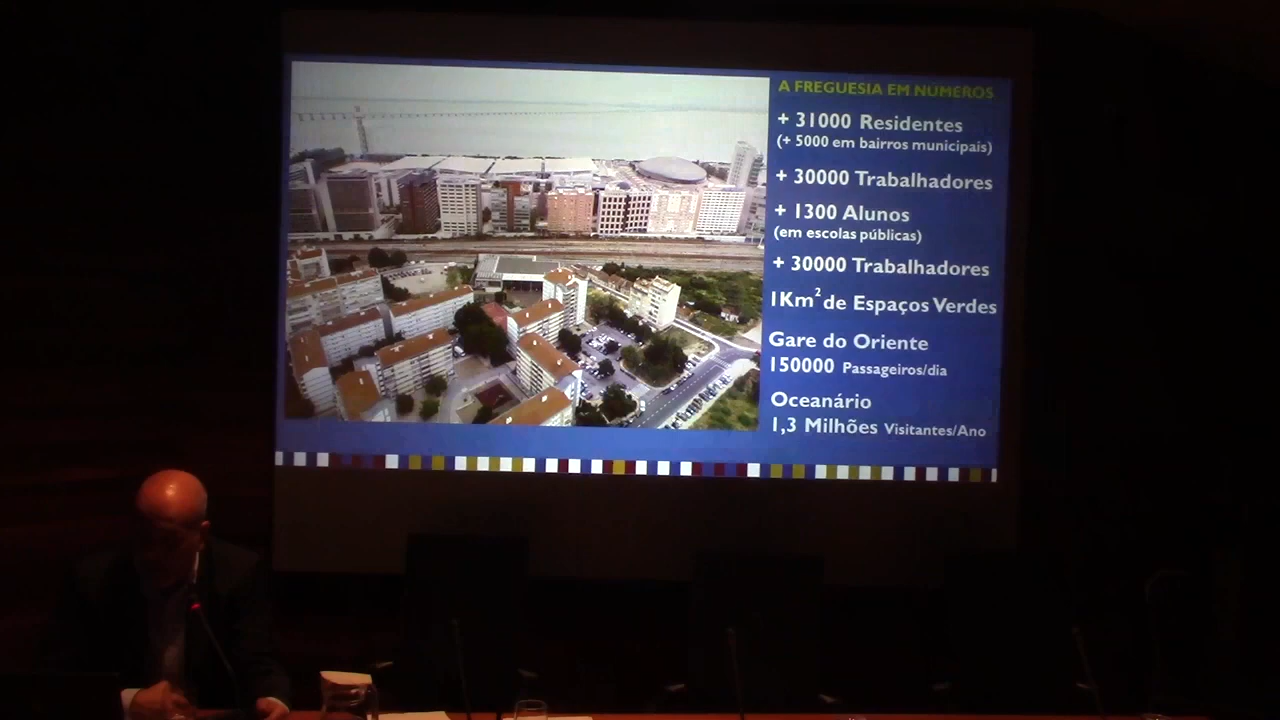 A FREGUESIA EM NÚMEROS
+ 31000 Residentes
(+ 5000 em bairros municipais)
+ 30000 Trabalhadores
+ 1300 Alunos
(em escolas públicas)
+ 30000 Trabalhadores
1Km² de Espaços Verdes
Gare do Oriente
150000 Passageiros/dia
Oceanário
1,3 Milhões Visitantes/Ano